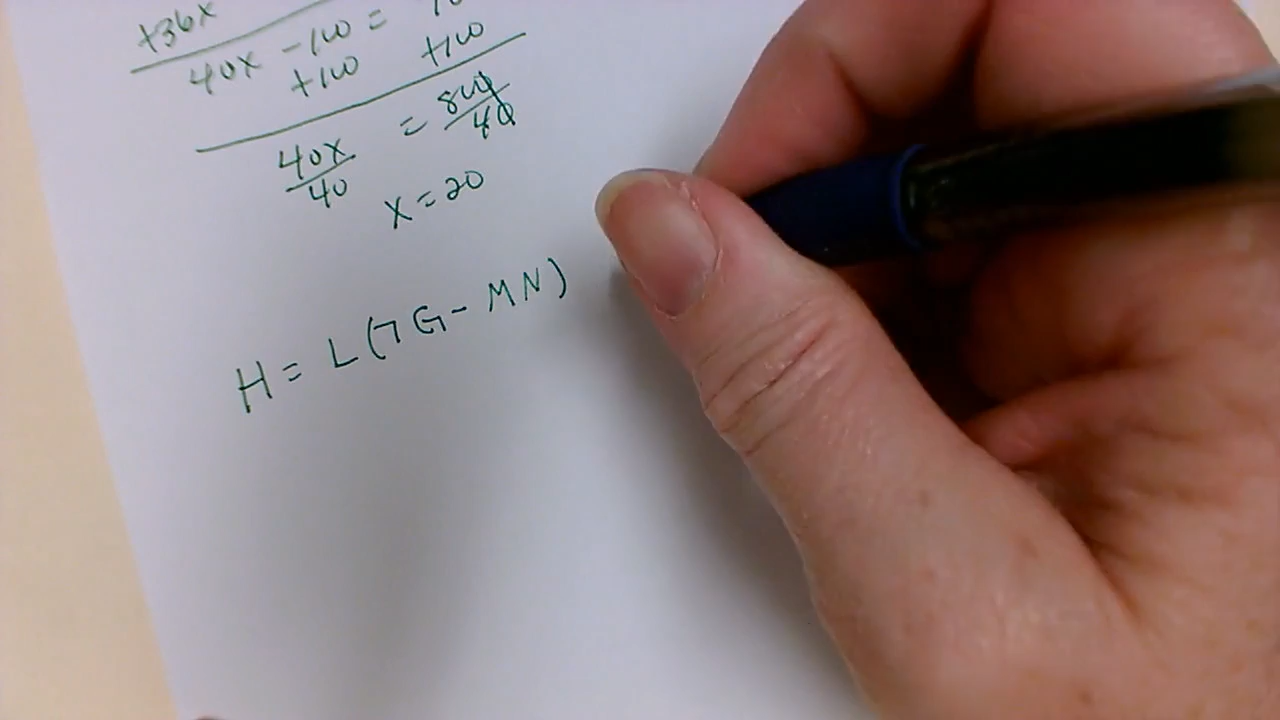 +36x
40x - 100 =
+100 +100
40x/40 = 800/40
x = 20
H = L(7G - MN)